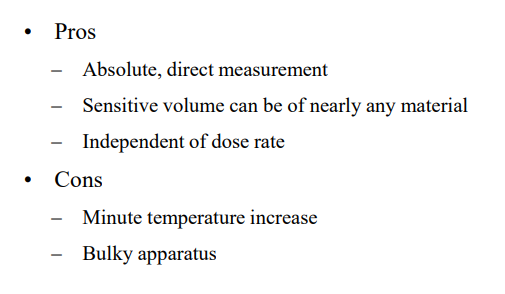 • Pros
– Absolute, direct measurement
– Sensitive volume can be of nearly any material
– Independent of dose rate
• Cons
– Minute temperature increase
– Bulky apparatus